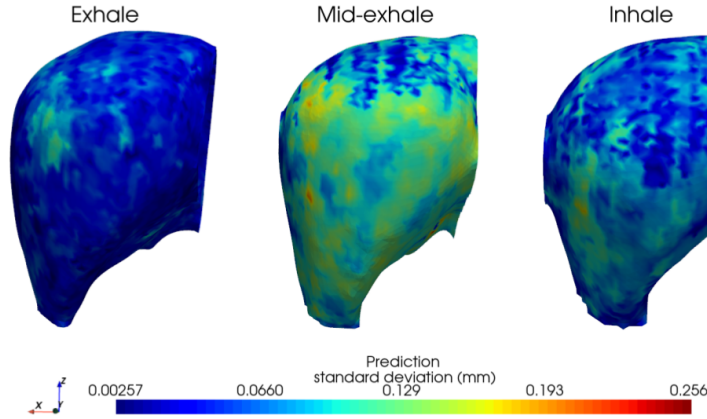 Exhale
Mid-exhale
Inhale
Prediction
standard deviation (mm)
0.00257
0.0660
0.129
0.193
0.256
z
x
Y